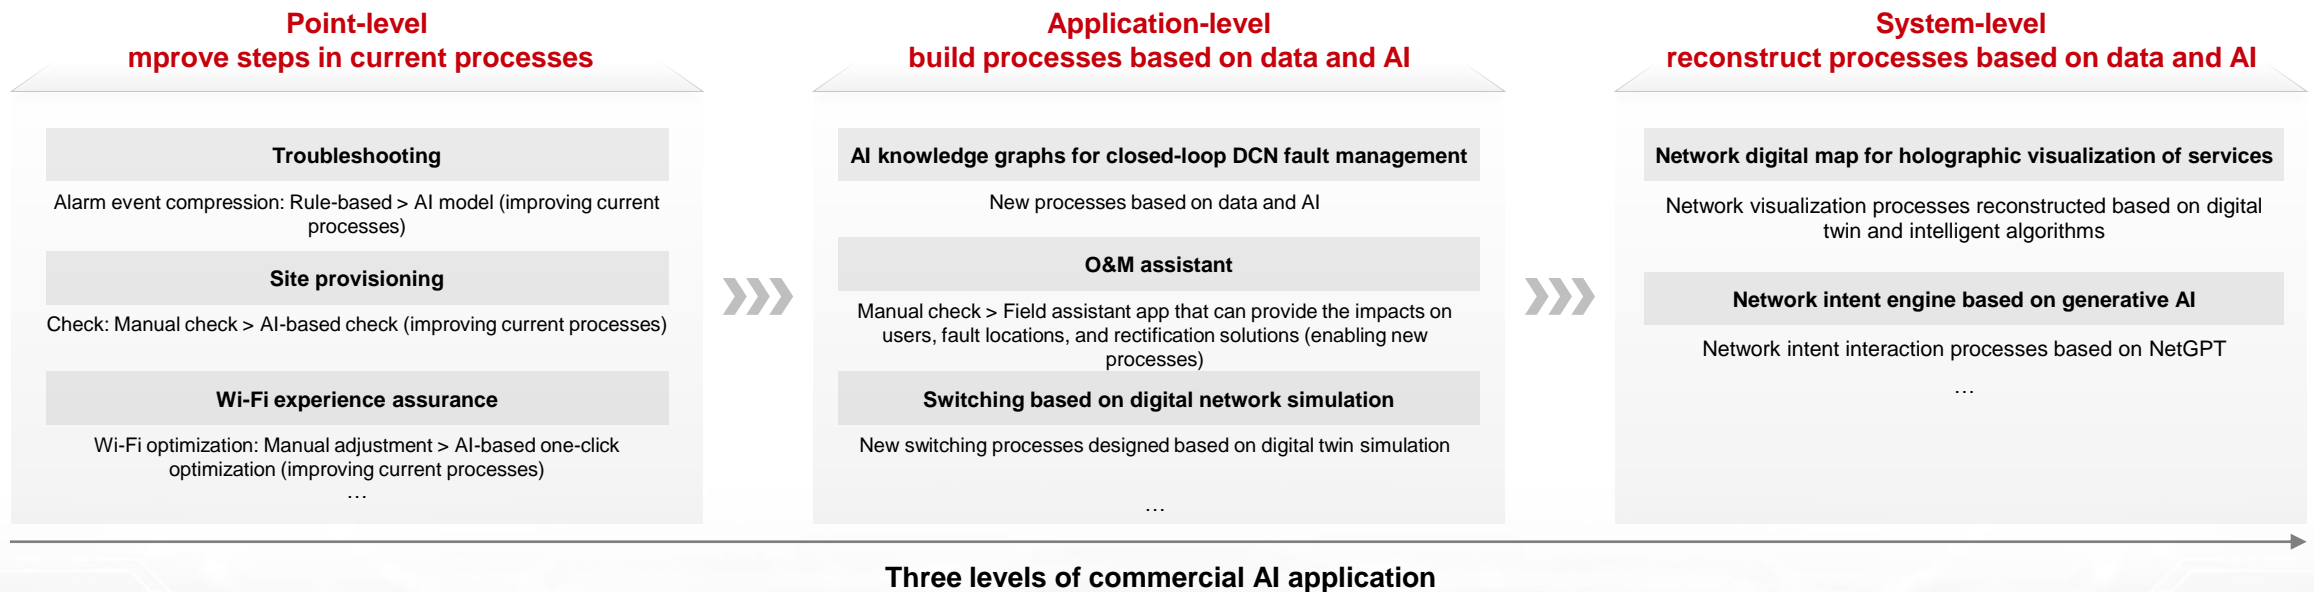 Point-level
mprove steps in current processes
Troubleshooting
Alarm event compression: Rule-based > AI model (improving current
processes)
Site provisioning
Check: Manual check > AI-based check (improving current processes)
Wi-Fi experience assurance
Wi-Fi optimization: Manual adjustment > AI-based one-click
optimization (improving current processes)
…
Application-level
build processes based on data and AI
AI knowledge graphs for closed-loop DCN fault management
New processes based on data and AI
O&M assistant
Manual check > Field assistant app that can provide the impacts on
users, fault locations, and rectification solutions (enabling new
processes)
Switching based on digital network simulation
New switching processes designed based on digital twin simulation
…
System-level
reconstruct processes based on data and AI
Network digital map for holographic visualization of services
Network visualization processes reconstructed based on digital
twin and intelligent algorithms
Network intent engine based on generative AI
Network intent interaction processes based on NetGPT
…
Three levels of commercial AI application